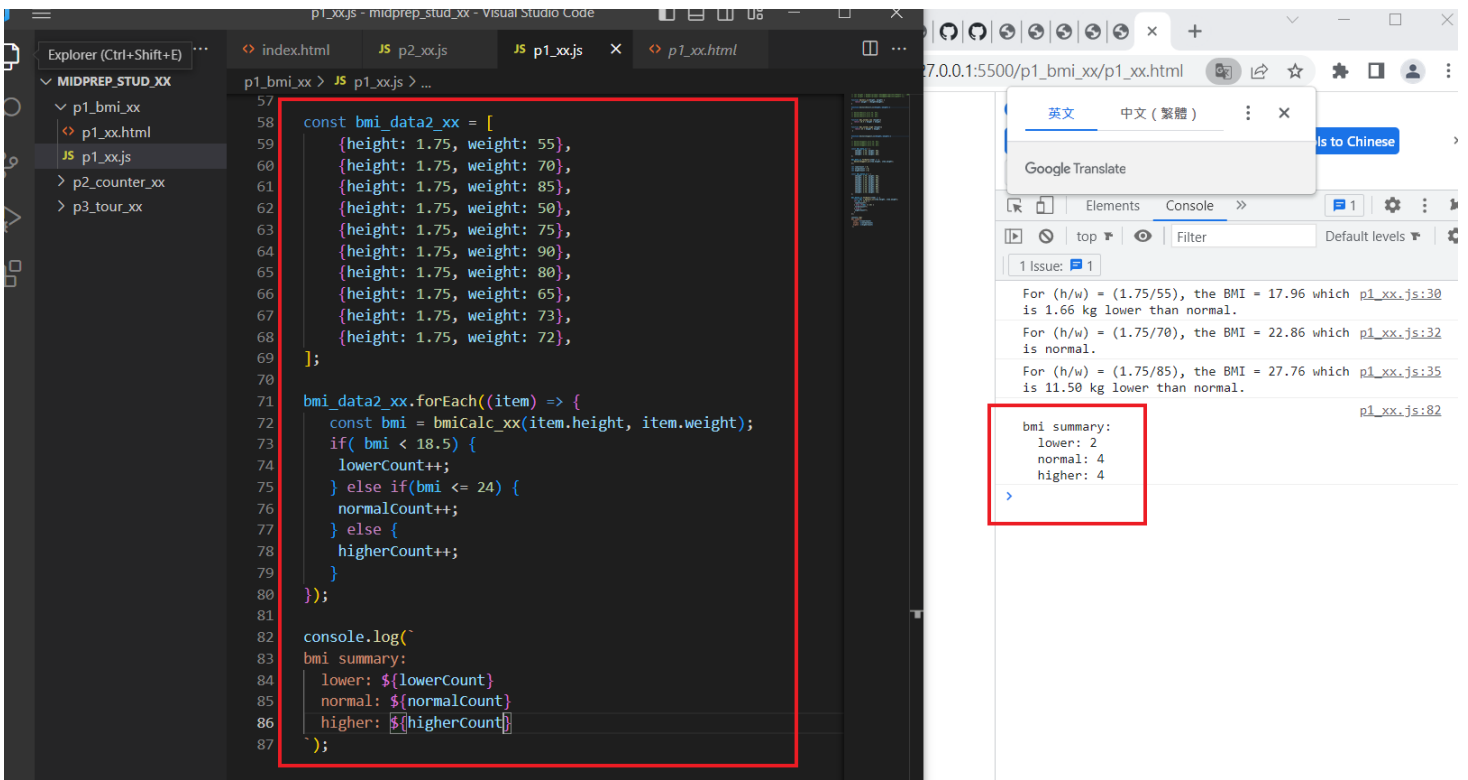 p1_xx.js - midprep_stud_xx - Visual Studio Code
Explorer (Ctrl+Shift+E)
index.html
JS p2_xx.js
JS p1_xx.js
p1_xx.html
MIDPREP_STUD_XX
p1_bmi_xx
p1_xx.html
JS p1_xx.js
p2_counter_xx
p3_tour_xx
p1_bmi_xx > JS p1_xx.js > ...
57
58 const bmi_data2_xx = [
59 {height: 1.75, weight: 55},
60 {height: 1.75, weight: 70},
61 {height: 1.75, weight: 85},
62 {height: 1.75, weight: 50},
63 {height: 1.75, weight: 75},
64 {height: 1.75, weight: 90},
65 {height: 1.75, weight: 80},
66 {height: 1.75, weight: 65},
67 {height: 1.75, weight: 73},
68 {height: 1.75, weight: 72},
69 ];
70
71 bmi_data2_xx.forEach((item) => {
72 const bmi = bmiCalc_xx(item.height, item.weight);
73 if( bmi < 18.5) {
74 lowerCount++;
75 } else if(bmi <= 24) {
76 normalCount++;
77 } else {
78 higherCount++;
79 }
80 });
81
82 console.log(`
83 bmi summary:
84 lower: ${lowerCount}
85 normal: ${normalCount}
86 higher: ${higherCount}
87 `);
7.0.0.1:5500/p1_bmi_xx/p1_xx.html
英文 中文（繁體）
Google Translate
ls to Chinese
Elements Console 1
top Filter Default levels
1 Issue: 1
For (h/w) = (1.75/55), the BMI = 17.96 which p1_xx.js:30
is 1.66 kg lower than normal.
For (h/w) = (1.75/70), the BMI = 22.86 which p1_xx.js:32
is normal.
For (h/w) = (1.75/85), the BMI = 27.76 which p1_xx.js:35
is 11.50 kg lower than normal.
p1_xx.js:82
bmi summary:
lower: 2
normal: 4
higher: 4